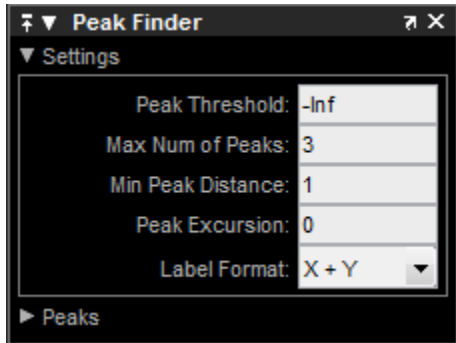 Peak Finder
Settings
Peak Threshold: -Inf
Max Num of Peaks: 3
Min Peak Distance: 1
Peak Excursion: 0
Label Format: X + Y
Peaks